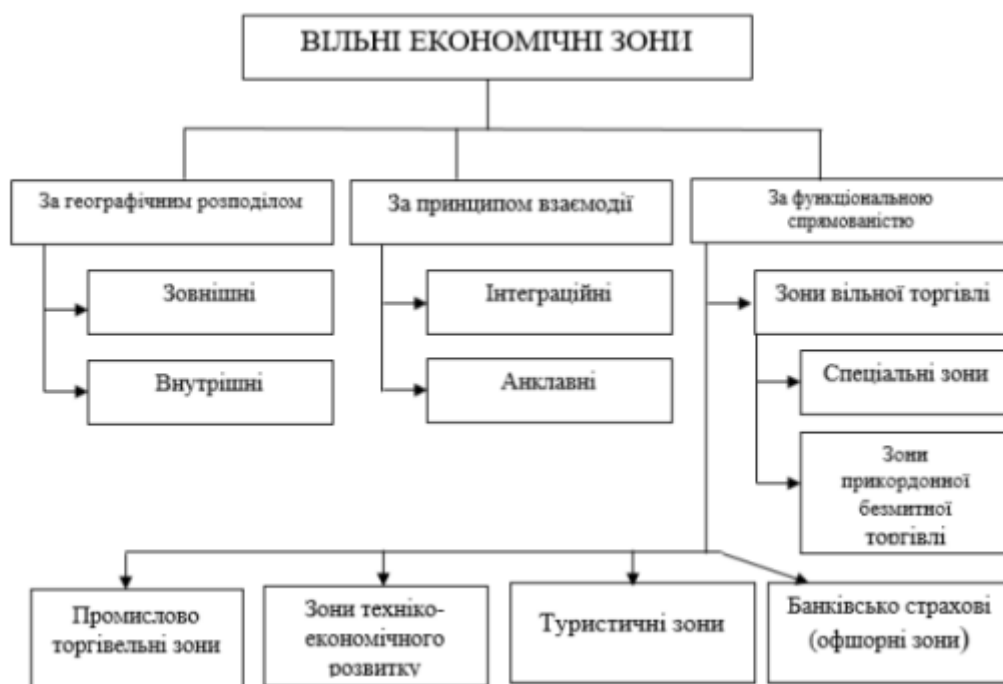 ВІЛЬНІ ЕКОНОМІЧНІ ЗОНИ
За географічним розподілом
За принципом взаємодії
За функціональною
спрямованістю
Зовнішні
Внутрішні
Інтеграційні
Анклавні
Зони вільної торгівлі
Спеціальні зони
Зони
прикордонної
безмитної
торгівлі
Промислово
торгівельні зони
Зони техніко-
економічного
розвитку
Туристичні зони
Банківсько страхові
(офшорні зони)